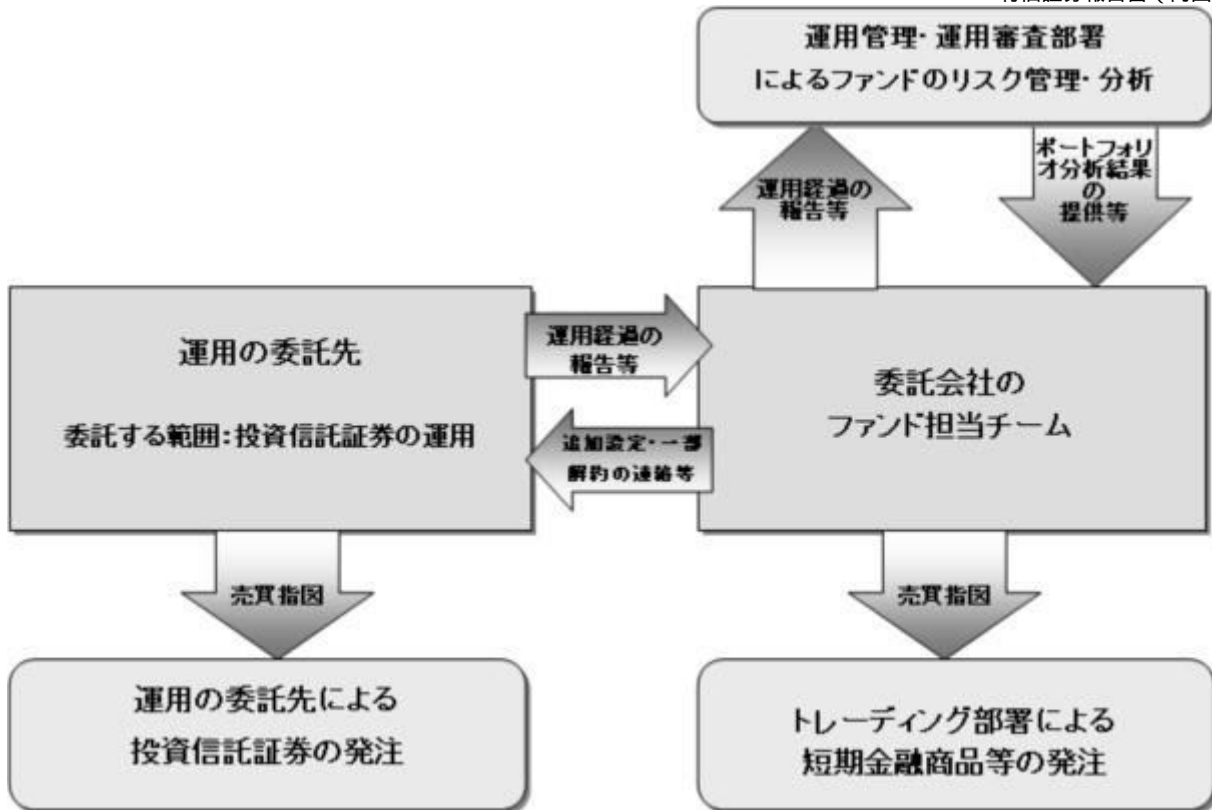 運用管理・運用審査部署
によるファンドのリスク管理・分析
運用経過の
報告等
ポートフォリ
オ分析結果
の
提供等
運用の委託先
委託する範囲:投資信託証券の運用
運用経過の
報告等
追加設定・一部
解約の連絡等
委託会社の
ファンド担当チーム
売買指図
売買指図
運用の委託先による
投資信託証券の発注
トレーディング部署による
短期金融商品等の発注